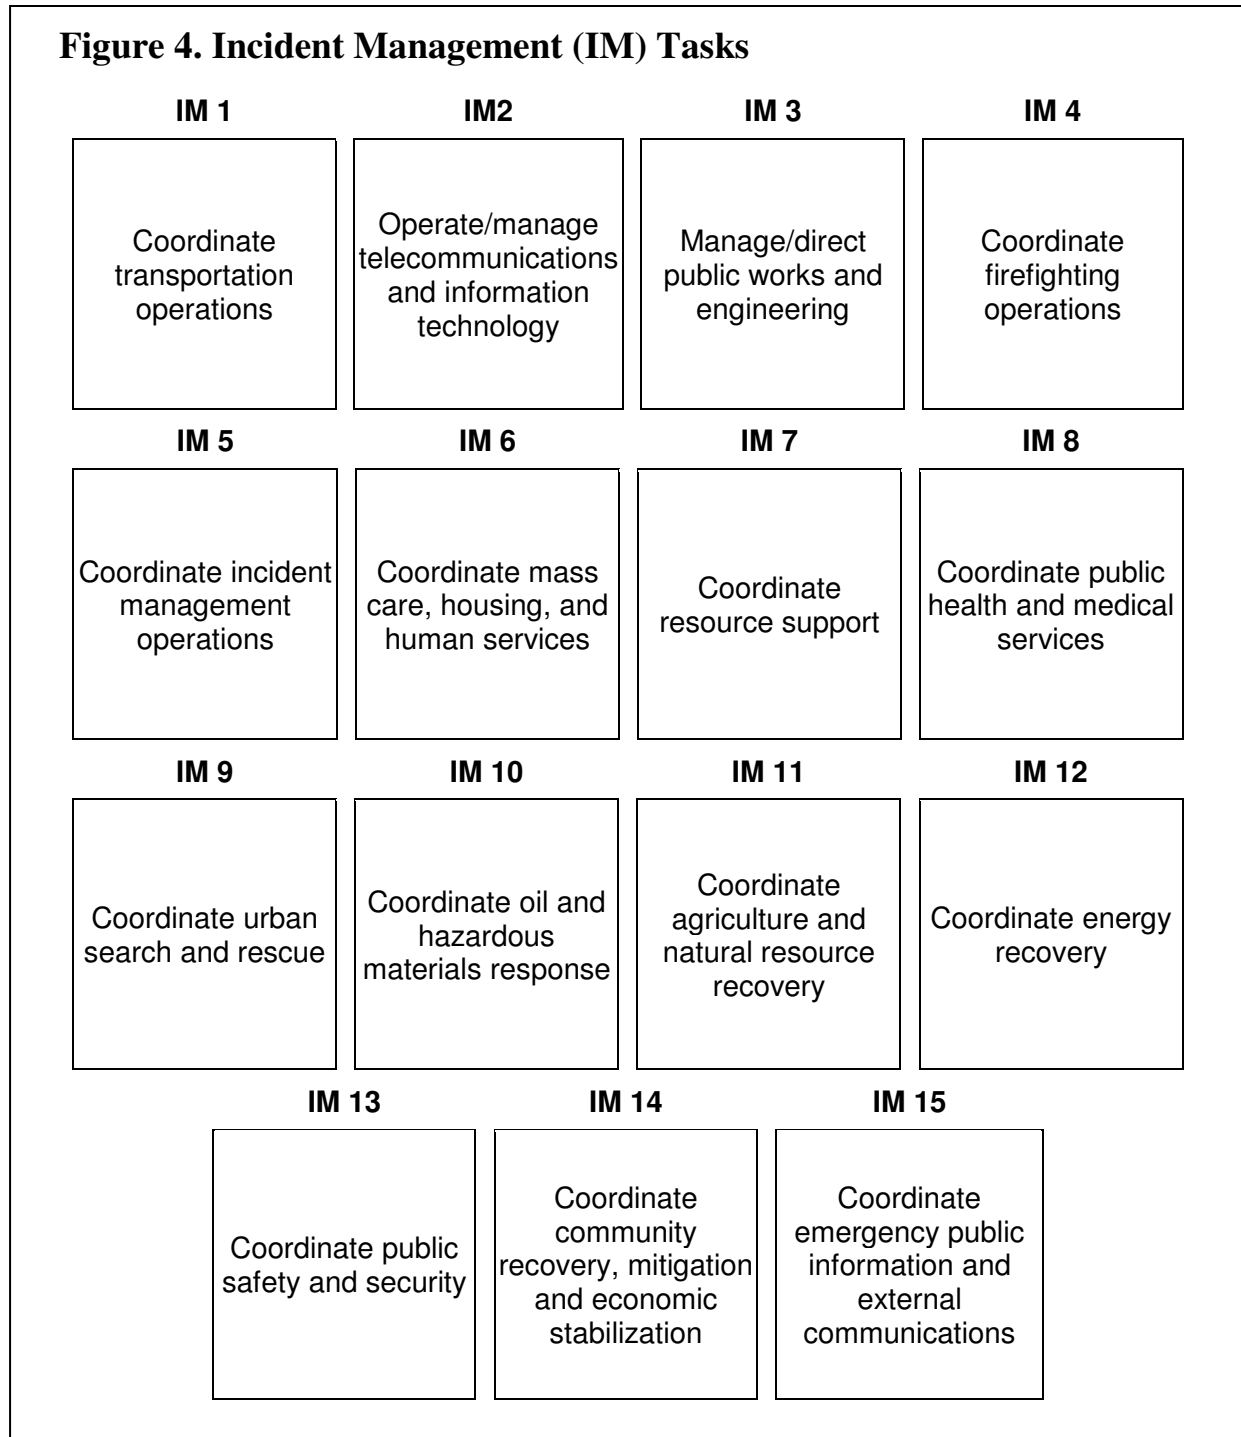 Figure 4. Incident Management (IM) Tasks
IM 1
IM2
IM 3
IM 4
Coordinate
transportation
operations
Operate/manage
telecommunications
and information
technology
Manage/direct
public works and
engineering
Coordinate
firefighting
operations
IM 5
IM 6
IM 7
IM 8
Coordinate incident
management
operations
Coordinate mass
care, housing, and
human services
Coordinate
resource support
Coordinate public
health and medical
services
IM 9
IM 10
IM 11
IM 12
Coordinate urban
search and rescue
Coordinate oil and
hazardous
materials response
Coordinate
agriculture and
natural resource
recovery
Coordinate energy
recovery
IM 13
IM 14
IM 15
Coordinate public
safety and security
Coordinate
community
recovery, mitigation
and economic
stabilization
Coordinate
emergency public
information and
external
communications